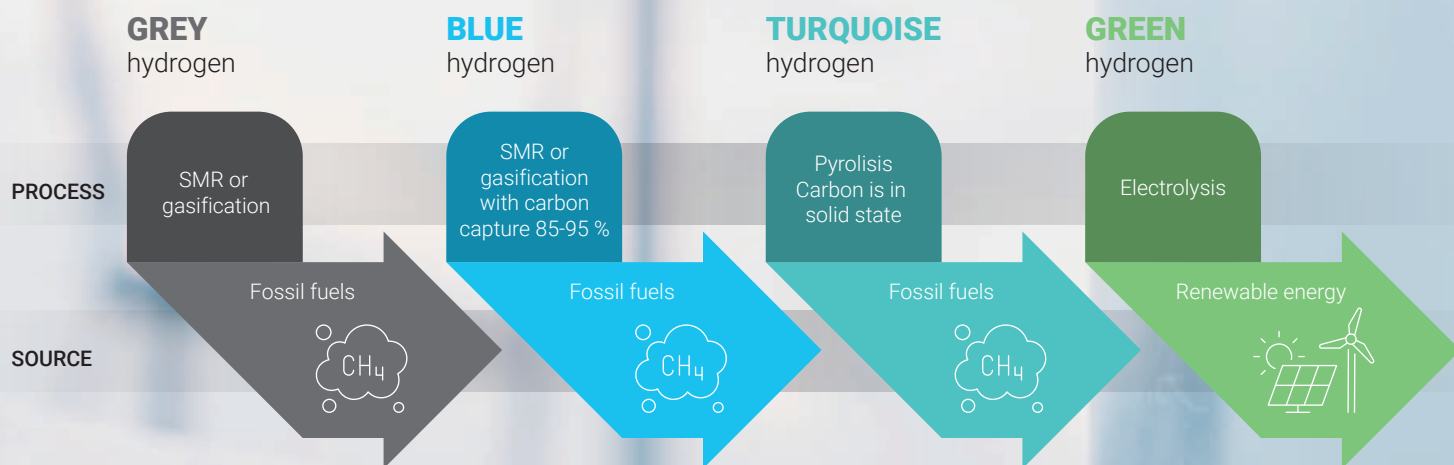 GREY
hydrogen
BLUE
hydrogen
TURQUOISE
hydrogen
GREEN
hydrogen
PROCESS
SMR or
gasification
SMR or
gasification
with carbon
capture 85-95 %
Pyrolisis
Carbon is in
solid state
Electrolysis
SOURCE
Fossil fuels
CH₄
Fossil fuels
CH₄
Fossil fuels
CH₄
Renewable energy